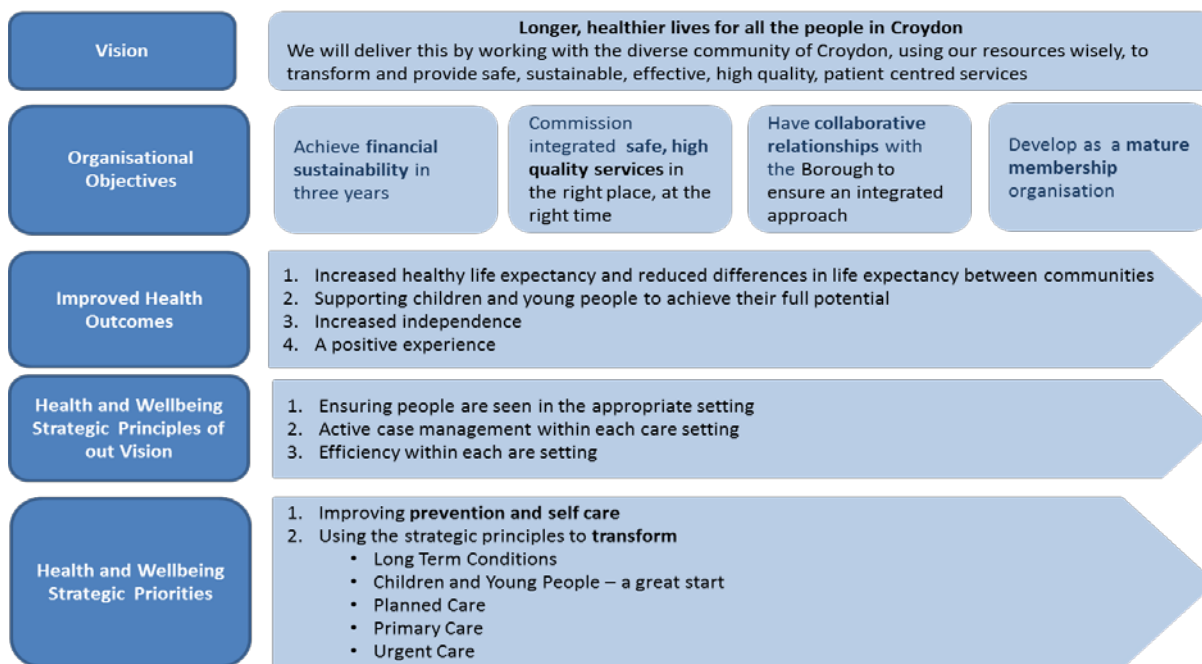 Vision
Longer, healthier lives for all the people in Croydon
We will deliver this by working with the diverse community of Croydon, using our resources wisely, to
transform and provide safe, sustainable, effective, high quality, patient centred services
Organisational
Objectives
Achieve financial
sustainability in
three years
Commission
integrated safe, high
quality services in
the right place, at the
right time
Have collaborative
relationships with
the Borough to
ensure an integrated
approach
Develop as a mature
membership
organisation
Improved Health
Outcomes
1. Increased healthy life expectancy and reduced differences in life expectancy between communities
2. Supporting children and young people to achieve their full potential
3. Increased independence
4. A positive experience
Health and Wellbeing
Strategic Principles of
out Vision
1. Ensuring people are seen in the appropriate setting
2. Active case management within each care setting
3. Efficiency within each are setting
Health and Wellbeing
Strategic Priorities
1. Improving prevention and self care
2. Using the strategic principles to transform
• Long Term Conditions
• Children and Young People – a great start
• Planned Care
• Primary Care
• Urgent Care